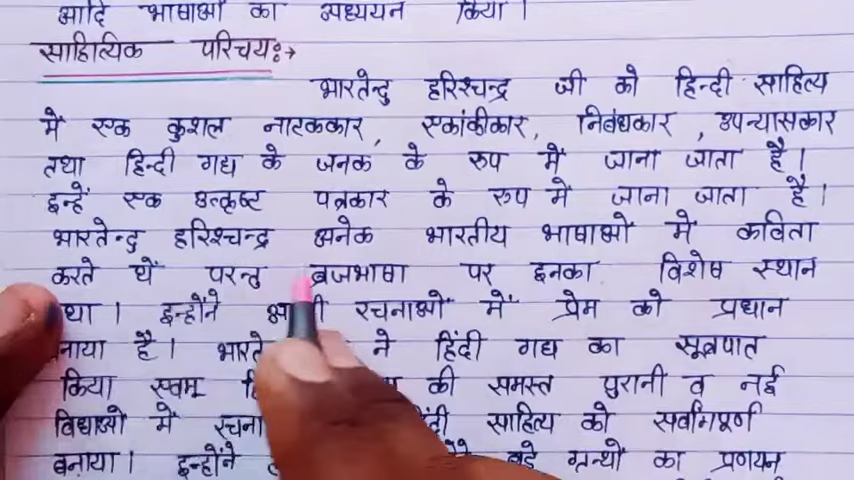 आदि भाषाओं का अध्ययन किया।
साहित्यिक परिचय:→
भारतेन्दु हरिश्चन्द्र जी को हिन्दी साहित्य
में एक कुशल नाटककार, एकांकीकार, निबंधकार, उपन्यासकार
तथा हिन्दी गद्य के जनक के रूप में जाना जाता है।
इन्हें एक उत्कृष्ट पत्रकार के रूप में जाना जाता है।
भारतेन्दु हरिश्चन्द्र अनेक भारतीय भाषाओं में कविता
करते थें परन्तु ब्रजभाषा पर इनका विशेष स्थान
था। इन्होंने रचनाओं में प्रेम को प्रधान
है। ने हिंदी गद्य का सूत्रपात
किया एवम् की समस्त पुरानी व नई
विधाओं में साहित्य को सर्वांगपूर्ण
बनाया। इन्होंने बड़े ग्रन्थों का प्रणयन